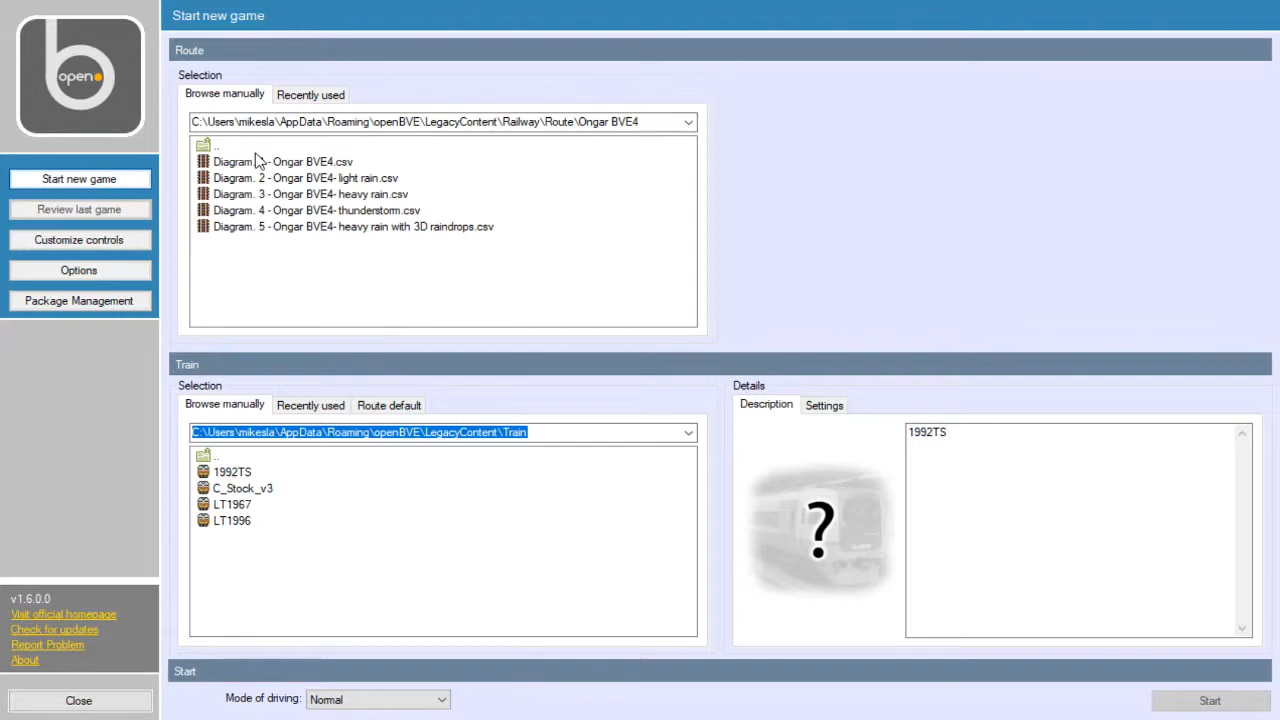 Start new game
open
Route
Selection
Browse manually
Recently used
C:\Users\mikesla\AppData\Roaming\openBVE\LegacyContent\Railway\Route\Ongar BVE4
..
Diagram. - Ongar BVE4.csv
Diagram. 2 - Ongar BVE4- light rain.csv
Diagram. 3 - Ongar BVE4- heavy rain.csv
Diagram. 4 - Ongar BVE4- thunderstorm.csv
Diagram. 5 - Ongar BVE4- heavy rain with 3D raindrops.csv
Start new game
Review last game
Customize controls
Options
Package Management
Train
Selection
Browse manually
Recently used
Route default
C:\Users\mikesla\AppData\Roaming\openBVE\LegacyContent\Train
..
1992TS
C_Stock_v3
LT1967
LT1996
Details
Description
Settings
?
1992TS
v1.6.0.0
Visit official homepage
Check for updates
Report Problem
About
Close
Start
Mode of driving:
Normal
Start